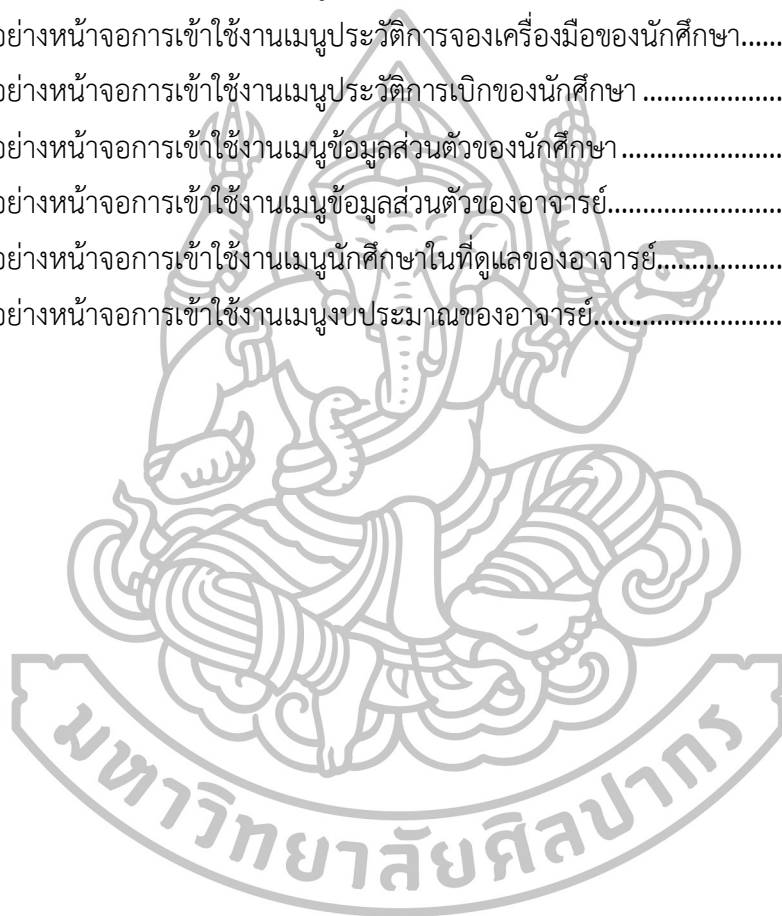 อย่างหน้าจอการเข้าใช้งานเมนูประวัติการจองเครื่องมือของนักศึกษา......
อย่างหน้าจอการเข้าใช้งานเมนูประวัติการเบิกของนักศึกษา ....................
อย่างหน้าจอการเข้าใช้งานเมนูข้อมูลส่วนตัวของนักศึกษา.......................
อย่างหน้าจอการเข้าใช้งานเมนูข้อมูลส่วนตัวของอาจารย์.........................
อย่างหน้าจอการเข้าใช้งานเมนูนักศึกษาในที่ดูแลของอาจารย์..................
อย่างหน้าจอการเข้าใช้งานเมนูงบประมาณของอาจารย์...........................
มหาวิทยาลัยศิลปากร